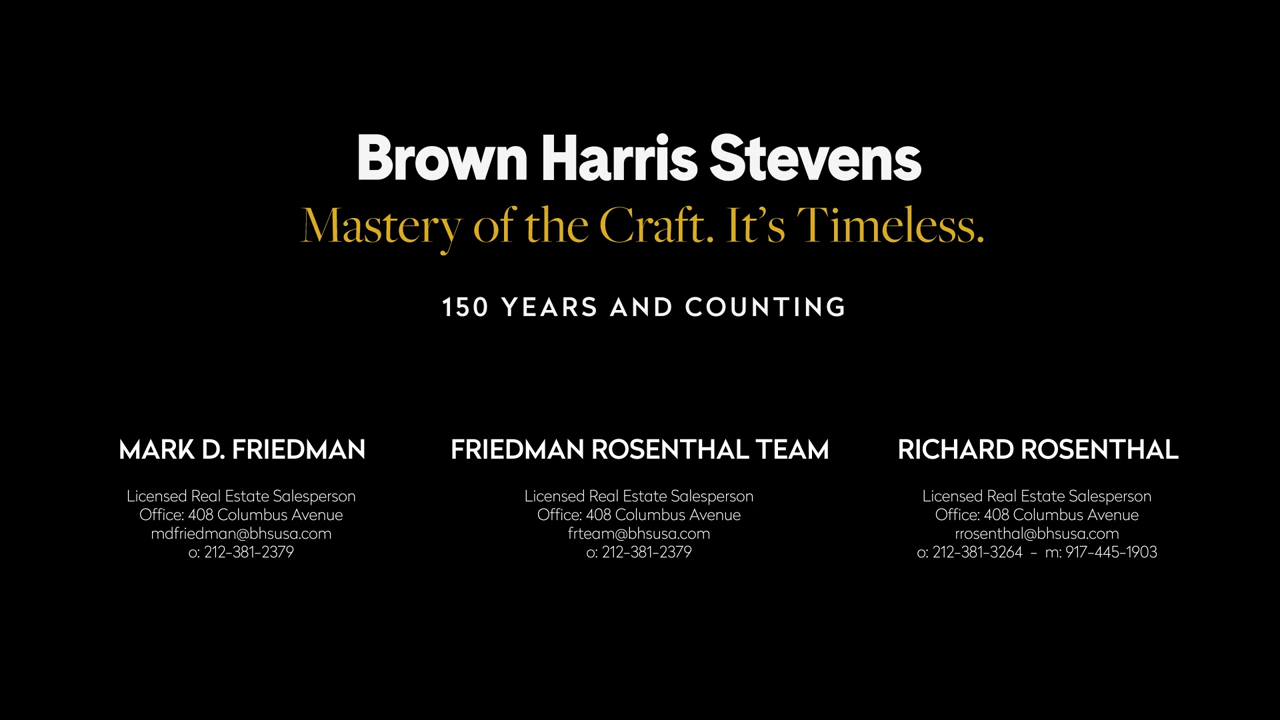 Brown Harris Stevens
Mastery of the Craft. It’s Timeless.
150 YEARS AND COUNTING
MARK D. FRIEDMAN
Licensed Real Estate Salesperson
Office: 408 Columbus Avenue
mdfriedman@bhsusa.com
o: 212-381-2379
FRIEDMAN ROSENTHAL TEAM
Licensed Real Estate Salesperson
Office: 408 Columbus Avenue
frteam@bhsusa.com
o: 212-381-2379
RICHARD ROSENTHAL
Licensed Real Estate Salesperson
Office: 408 Columbus Avenue
rrosenthal@bhsusa.com
o: 212-381-3264 - m: 917-445-1903